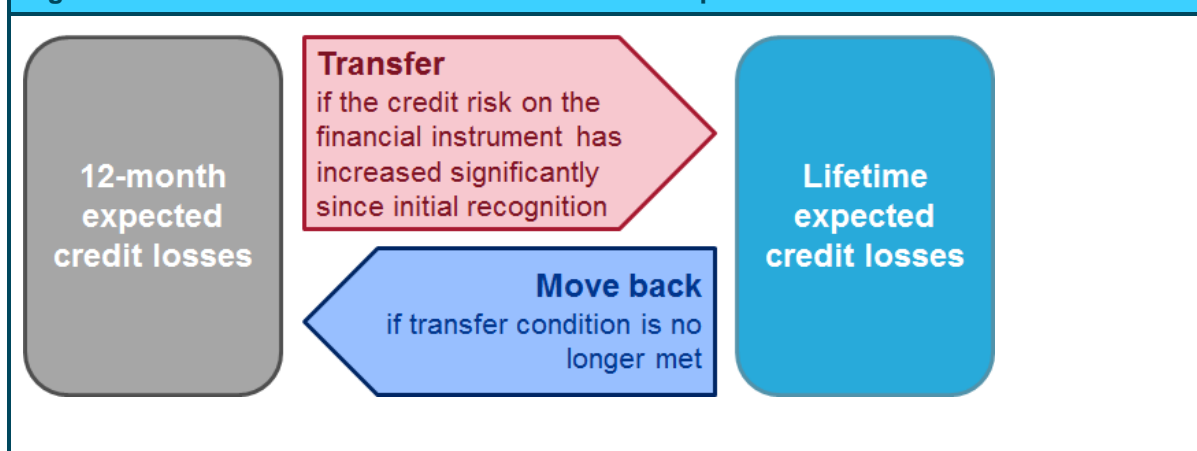 12-month
expected
credit losses
Transfer
if the credit risk on the
financial instrument has
increased significantly
since initial recognition
Move back
if transfer condition is no
longer met
Lifetime
expected
credit losses